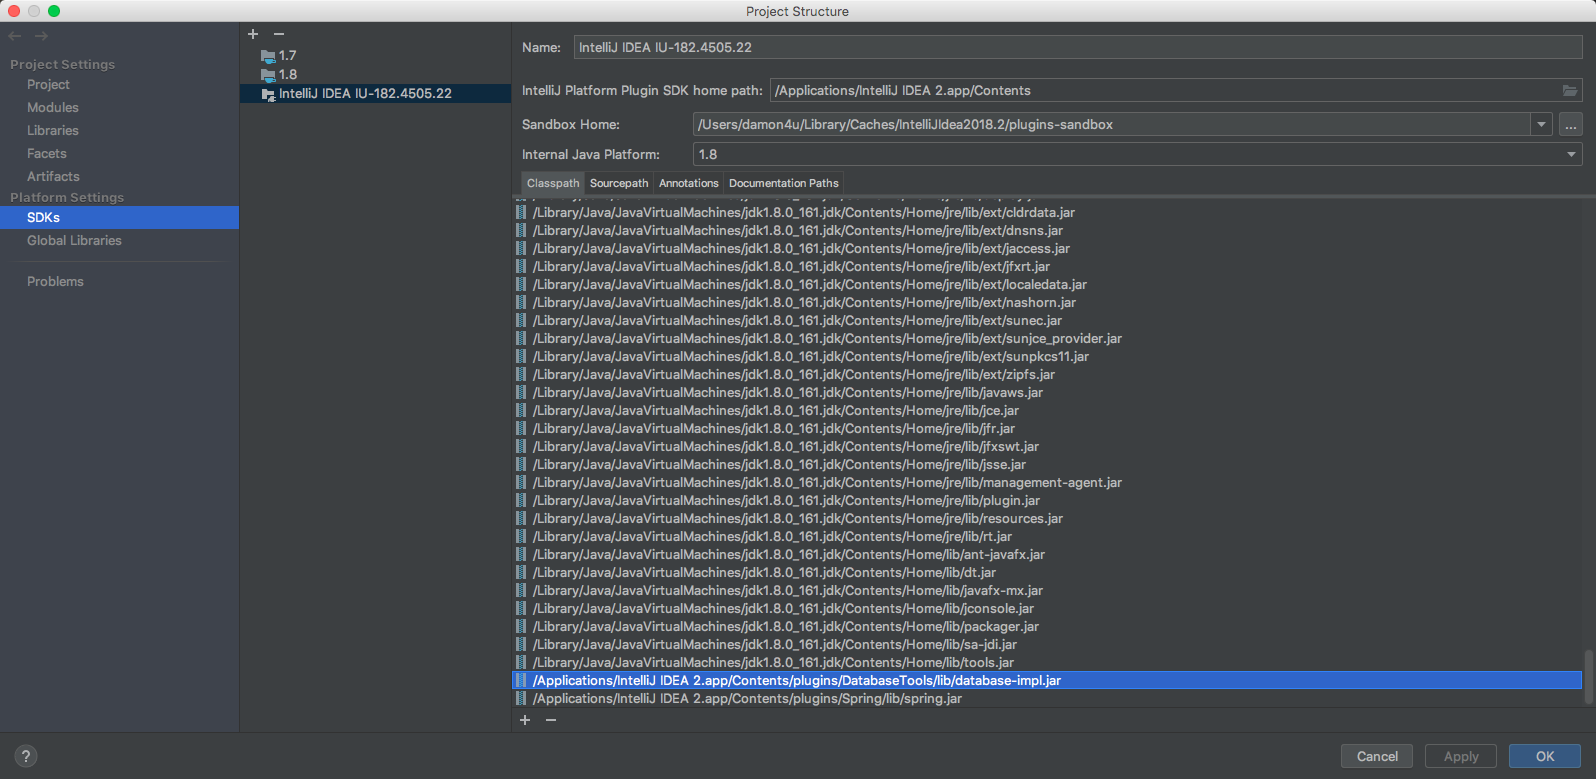 Project Structure
Project Settings
Project
Modules
Libraries
Facets
Artifacts
Platform Settings
SDKs
Global Libraries
Problems
1.7
1.8
IntelliJ IDEA IU-182.4505.22
Name: IntelliJ IDEA IU-182.4505.22
IntelliJ Platform Plugin SDK home path: /Applications/IntelliJ IDEA 2.app/Contents
Sandbox Home: /Users/damon4u/Library/Caches/IntelliJIdea2018.2/plugins-sandbox ...
Internal Java Platform: 1.8
Classpath Sourcepath Annotations Documentation Paths
/Library/Java/JavaVirtualMachines/jdk1.8.0_161.jdk/Contents/Home/jre/lib/ext/cldrdata.jar
/Library/Java/JavaVirtualMachines/jdk1.8.0_161.jdk/Contents/Home/jre/lib/ext/dnsns.jar
/Library/Java/JavaVirtualMachines/jdk1.8.0_161.jdk/Contents/Home/jre/lib/ext/jaccess.jar
/Library/Java/JavaVirtualMachines/jdk1.8.0_161.jdk/Contents/Home/jre/lib/ext/jfxrt.jar
/Library/Java/JavaVirtualMachines/jdk1.8.0_161.jdk/Contents/Home/jre/lib/ext/localedata.jar
/Library/Java/JavaVirtualMachines/jdk1.8.0_161.jdk/Contents/Home/jre/lib/ext/nashorn.jar
/Library/Java/JavaVirtualMachines/jdk1.8.0_161.jdk/Contents/Home/jre/lib/ext/sunec.jar
/Library/Java/JavaVirtualMachines/jdk1.8.0_161.jdk/Contents/Home/jre/lib/ext/sunjce_provider.jar
/Library/Java/JavaVirtualMachines/jdk1.8.0_161.jdk/Contents/Home/jre/lib/ext/sunpkcs11.jar
/Library/Java/JavaVirtualMachines/jdk1.8.0_161.jdk/Contents/Home/jre/lib/ext/zipfs.jar
/Library/Java/JavaVirtualMachines/jdk1.8.0_161.jdk/Contents/Home/jre/lib/javaws.jar
/Library/Java/JavaVirtualMachines/jdk1.8.0_161.jdk/Contents/Home/jre/lib/jce.jar
/Library/Java/JavaVirtualMachines/jdk1.8.0_161.jdk/Contents/Home/jre/lib/jfr.jar
/Library/Java/JavaVirtualMachines/jdk1.8.0_161.jdk/Contents/Home/jre/lib/jfxswt.jar
/Library/Java/JavaVirtualMachines/jdk1.8.0_161.jdk/Contents/Home/jre/lib/jsse.jar
/Library/Java/JavaVirtualMachines/jdk1.8.0_161.jdk/Contents/Home/jre/lib/management-agent.jar
/Library/Java/JavaVirtualMachines/jdk1.8.0_161.jdk/Contents/Home/jre/lib/plugin.jar
/Library/Java/JavaVirtualMachines/jdk1.8.0_161.jdk/Contents/Home/jre/lib/resources.jar
/Library/Java/JavaVirtualMachines/jdk1.8.0_161.jdk/Contents/Home/jre/lib/rt.jar
/Library/Java/JavaVirtualMachines/jdk1.8.0_161.jdk/Contents/Home/lib/ant-javafx.jar
/Library/Java/JavaVirtualMachines/jdk1.8.0_161.jdk/Contents/Home/lib/dt.jar
/Library/Java/JavaVirtualMachines/jdk1.8.0_161.jdk/Contents/Home/lib/javafx-mx.jar
/Library/Java/JavaVirtualMachines/jdk1.8.0_161.jdk/Contents/Home/lib/jconsole.jar
/Library/Java/JavaVirtualMachines/jdk1.8.0_161.jdk/Contents/Home/lib/packager.jar
/Library/Java/JavaVirtualMachines/jdk1.8.0_161.jdk/Contents/Home/lib/sa-jdi.jar
/Library/Java/JavaVirtualMachines/jdk1.8.0_161.jdk/Contents/Home/lib/tools.jar
/Applications/IntelliJ IDEA 2.app/Contents/plugins/DatabaseTools/lib/database-impl.jar
/Applications/IntelliJ IDEA 2.app/Contents/plugins/Spring/lib/spring.jar
? Cancel Apply OK